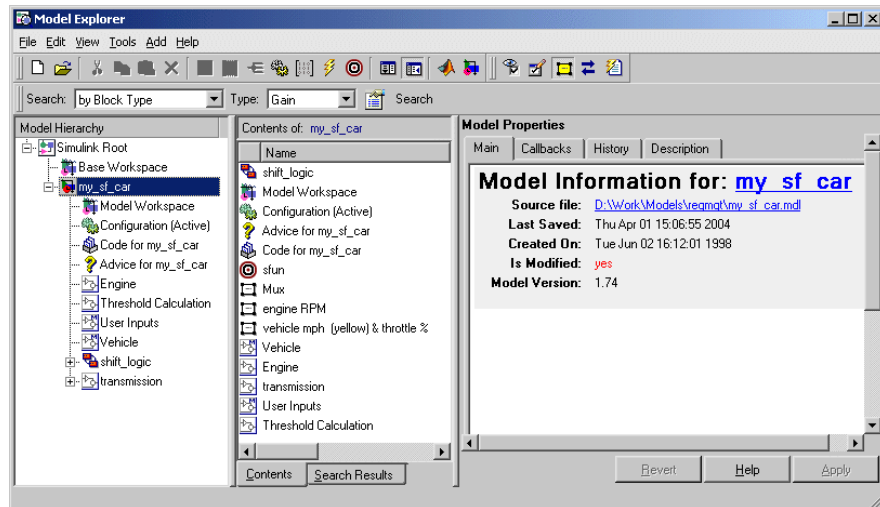 Model Explorer
File Edit View Tools Add Help
Search: by Block Type Type: Gain Search
Model Hierarchy
Simulink Root
Base Workspace
my_sf_car
Model Workspace
Configuration (Active)
Code for my_sf_car
Advice for my_sf_car
Engine
Threshold Calculation
User Inputs
Vehicle
shift_logic
transmission
Contents of: my_sf_car
Name
shift_logic
Model Workspace
Configuration (Active)
Advice for my_sf_car
Code for my_sf_car
sfun
Mux
engine RPM
vehicle mph (yellow) & throttle %
Vehicle
Engine
transmission
User Inputs
Threshold Calculation
Contents Search Results
Model Properties
Main Callbacks History Description
Model Information for: my_sf_car
Source file: D:\Work\Models\reqmgt\my_sf_car.mdl
Last Saved: Thu Apr 01 15:06:55 2004
Created On: Tue Jun 02 16:12:01 1998
Is Modified: yes
Model Version: 1.74
Revert Help Apply